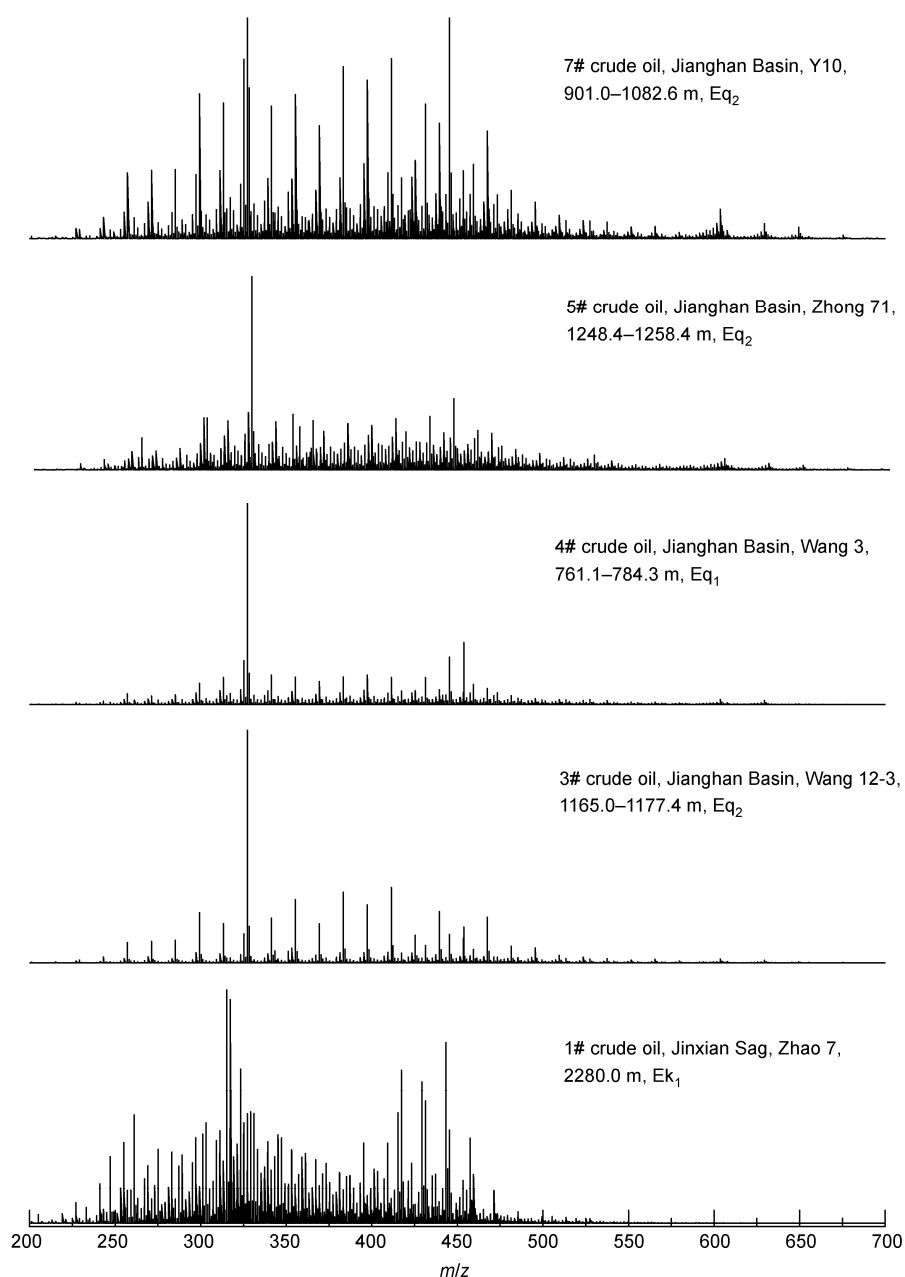 7# crude oil, Jianghan Basin, Y10,
901.0–1082.6 m, Eq₂
5# crude oil, Jianghan Basin, Zhong 71,
1248.4–1258.4 m, Eq₂
4# crude oil, Jianghan Basin, Wang 3,
761.1–784.3 m, Eq₁
3# crude oil, Jianghan Basin, Wang 12-3,
1165.0–1177.4 m, Eq₂
1# crude oil, Jinxian Sag, Zhao 7,
2280.0 m, Ek₁
200 250 300 350 400 450 500 550 600 650 700
m/z